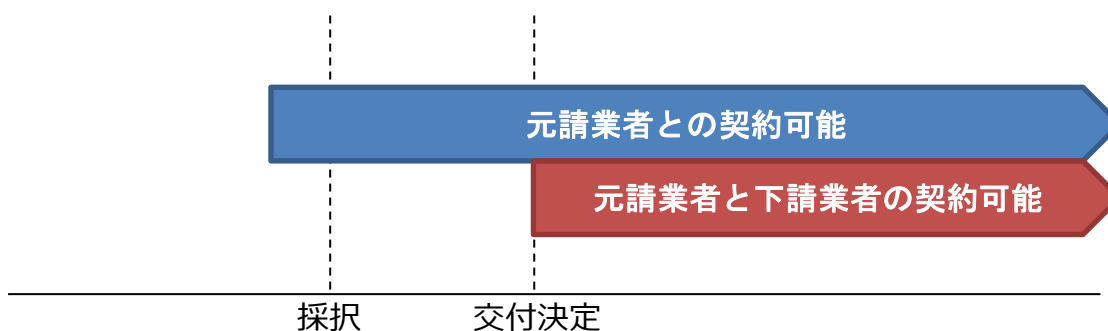 元請業者との契約可能
元請業者と下請業者の契約可能
採択
交付決定